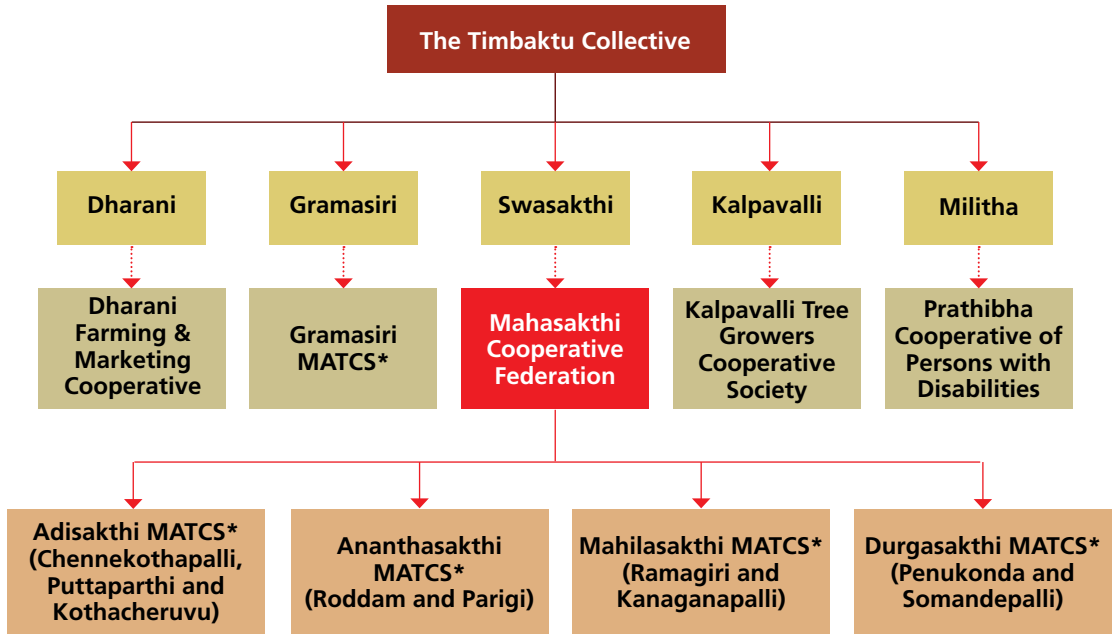 The Timbaktu Collective
Dharani
Gramasiri
Swasakthi
Kalpavalli
Militha
Dharani
Farming &
Marketing
Cooperative
Gramasiri
MATCS*
Mahasakthi
Cooperative
Federation
Kalpavalli Tree
Growers
Cooperative
Society
Prathibha
Cooperative of
Persons with
Disabilities
Adisakthi MATCS*
(Chennekothapalli,
Puttaparthi and
Kothacheruvu)
Ananthasakthi
MATCS*
(Roddam and Parigi)
Mahilasakthi MATCS*
(Ramagiri and
Kanaganapalli)
Durgasakthi MATCS*
(Penukonda and
Somandepalli)